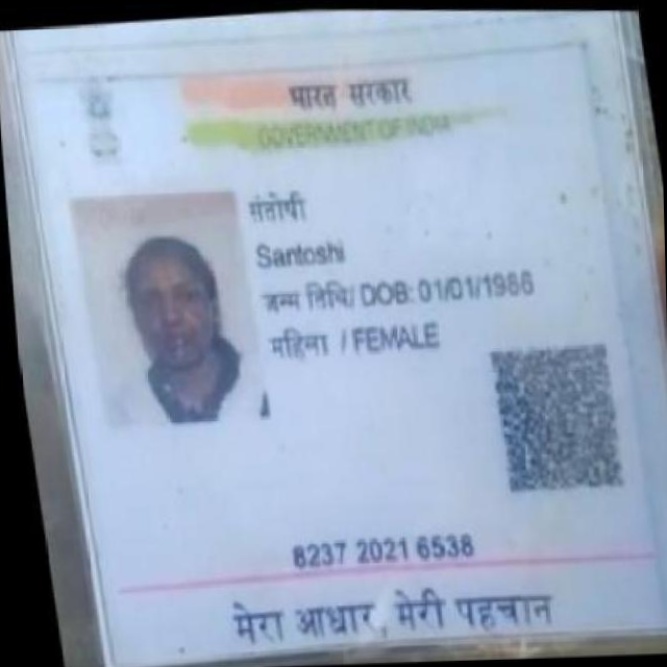 भारत सरकार
GOVERNMENT OF INDIA
संतोषी
Santoshi
जन्म तिथि/ DOB: 01/01/1986
महिला / FEMALE
8237 2021 6538
मेरा आधार, मेरी पहचान